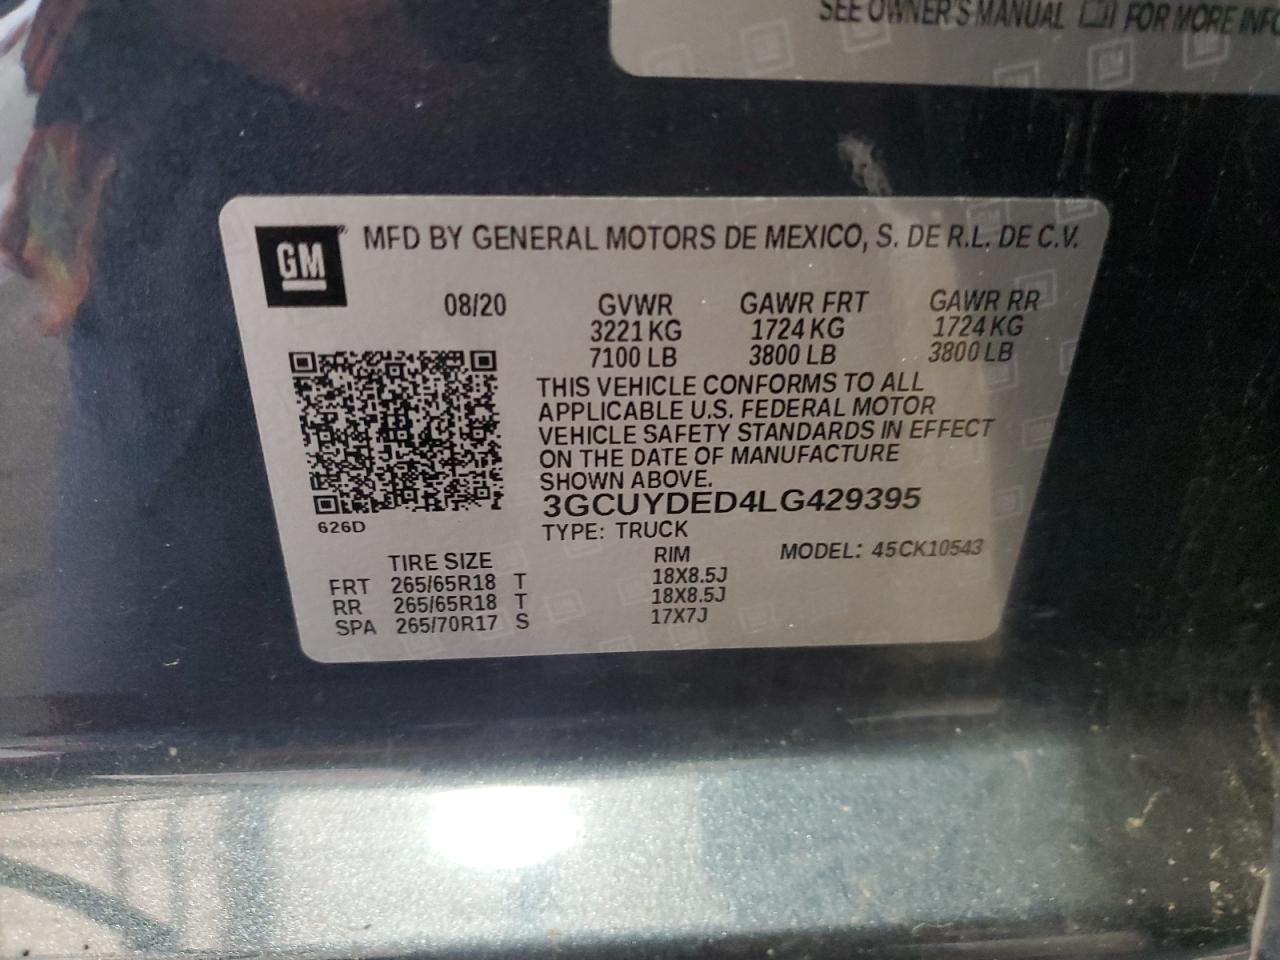 SEE OWNER'S MANUAL FOR MORE INFO
GM
MFD BY GENERAL MOTORS DE MEXICO, S. DE R.L. DE C.V.
08/20 GVWR GAWR FRT GAWR RR
3221 KG 1724 KG 1724 KG
7100 LB 3800 LB 3800 LB
THIS VEHICLE CONFORMS TO ALL
APPLICABLE U.S. FEDERAL MOTOR
VEHICLE SAFETY STANDARDS IN EFFECT
ON THE DATE OF MANUFACTURE
SHOWN ABOVE.
3GCUYDED4LG429395
626D
TYPE: TRUCK
TIRE SIZE RIM MODEL: 45CK10543
FRT 265/65R18 T 18X8.5J
RR 265/65R18 T 18X8.5J
SPA 265/70R17 S 17X7J